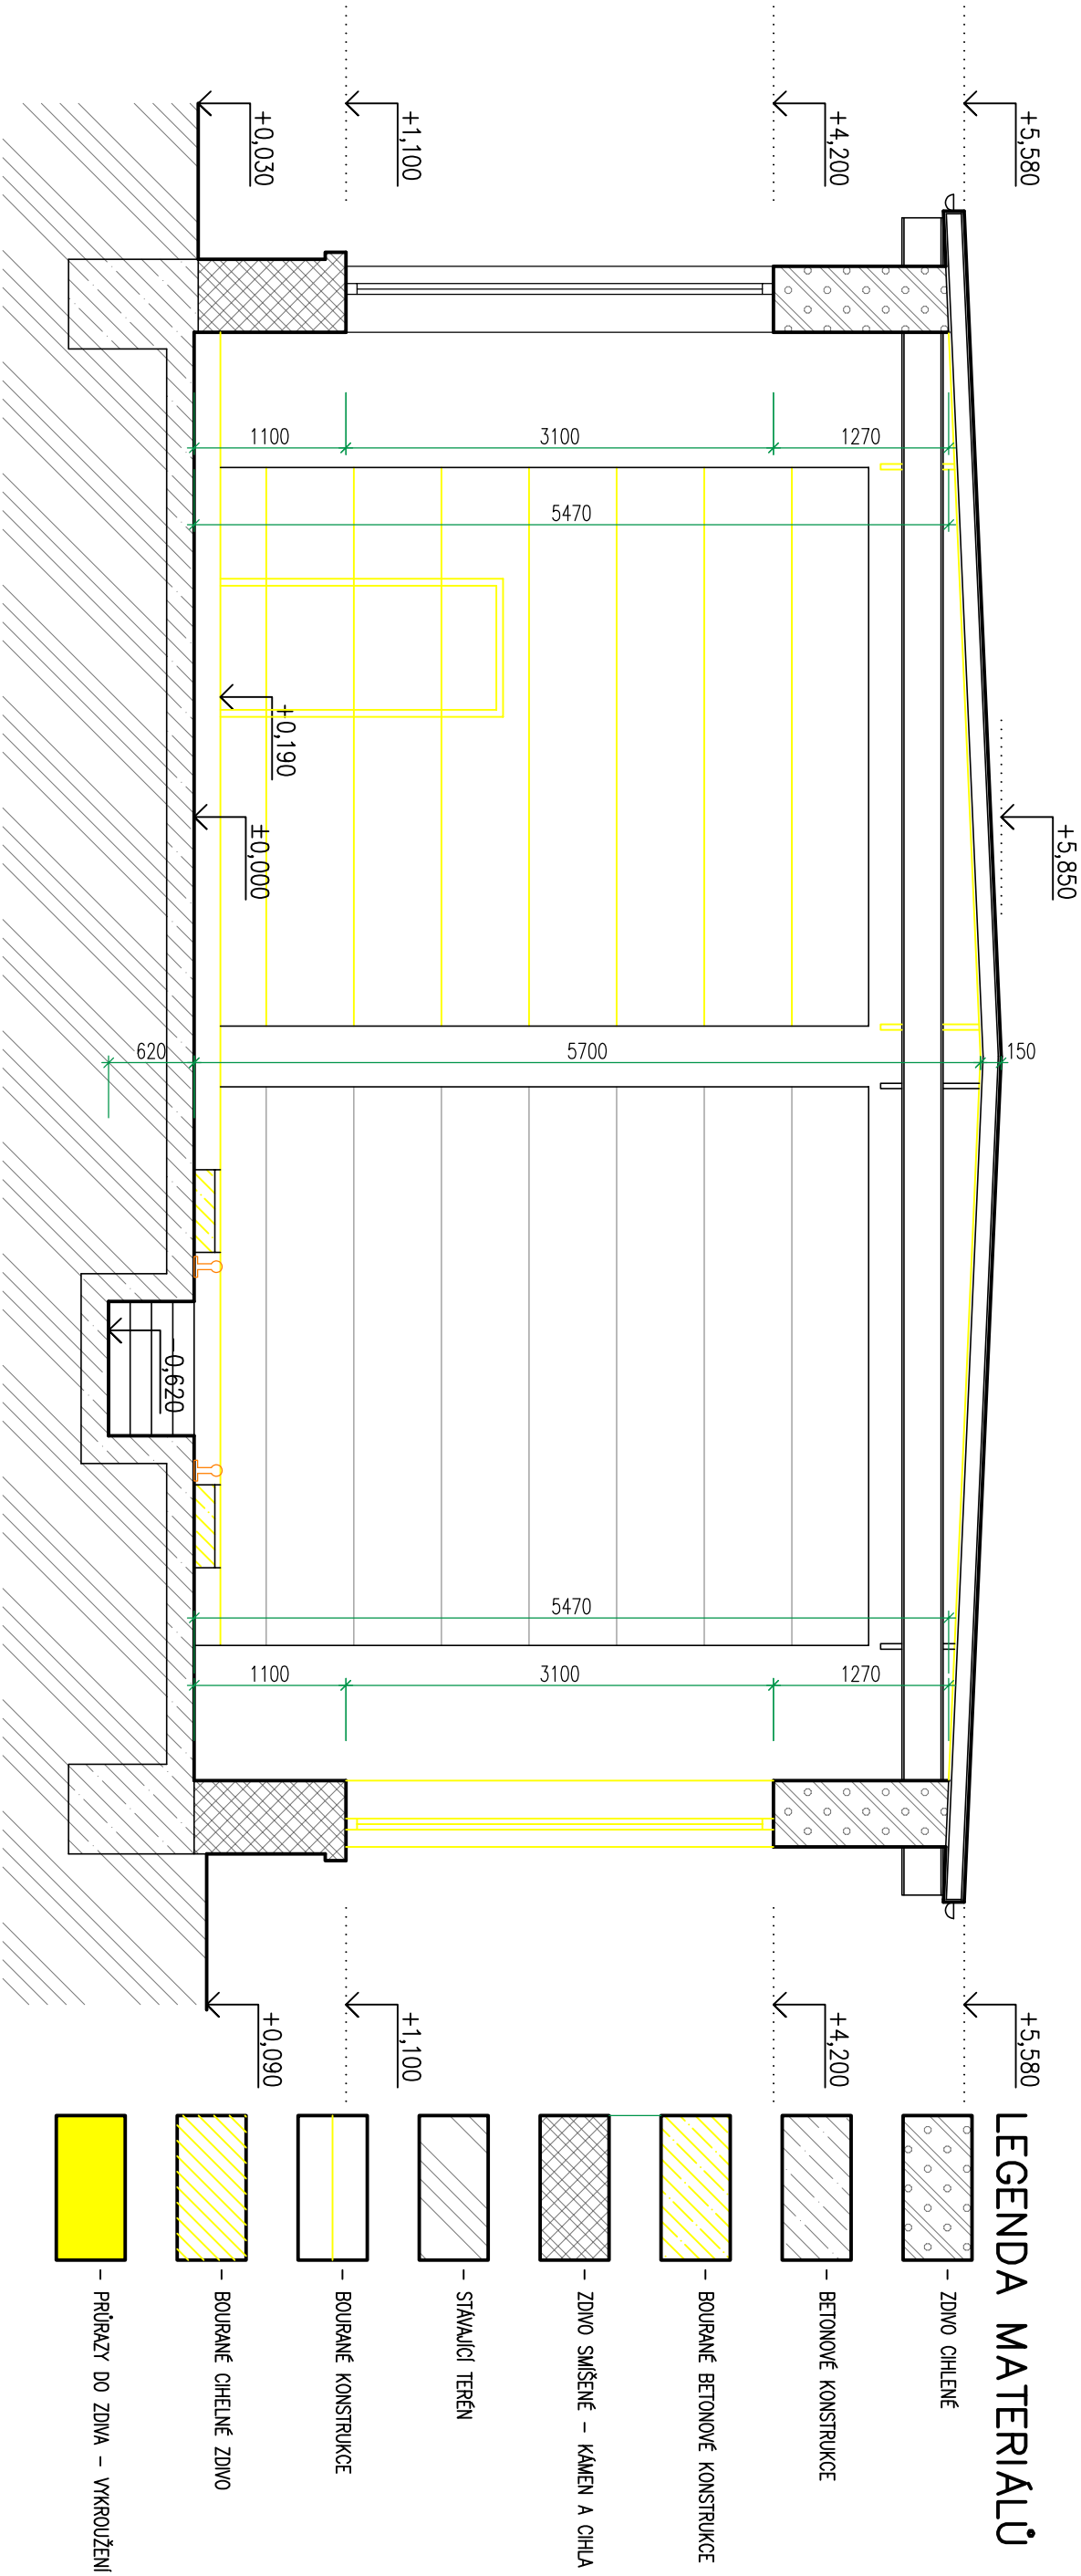 +5,850
+5,580
+5,580
+4,200
+4,200
+1,100
+1,100
+0,030
+0,090
+0,190
±0,000
-0,620
1270
3100
1100
5470
150
5700
620
5470
1270
3100
1100
LEGENDA MATERIÁLŮ
- ZDIVO CIHLENÉ
- BETONOVÉ KONSTRUKCE
- BOURANÉ BETONOVÉ KONSTRUKCE
- ZDIVO SMÍŠENÉ - KÁMEN A CIHLA
- STÁVAJÍCÍ TERÉN
- BOURANÉ KONSTRUKCE
- BOURANÉ CIHELNÉ ZDIVO
- PRŮRAZY DO ZDIVA - VYKROUŽENÍ